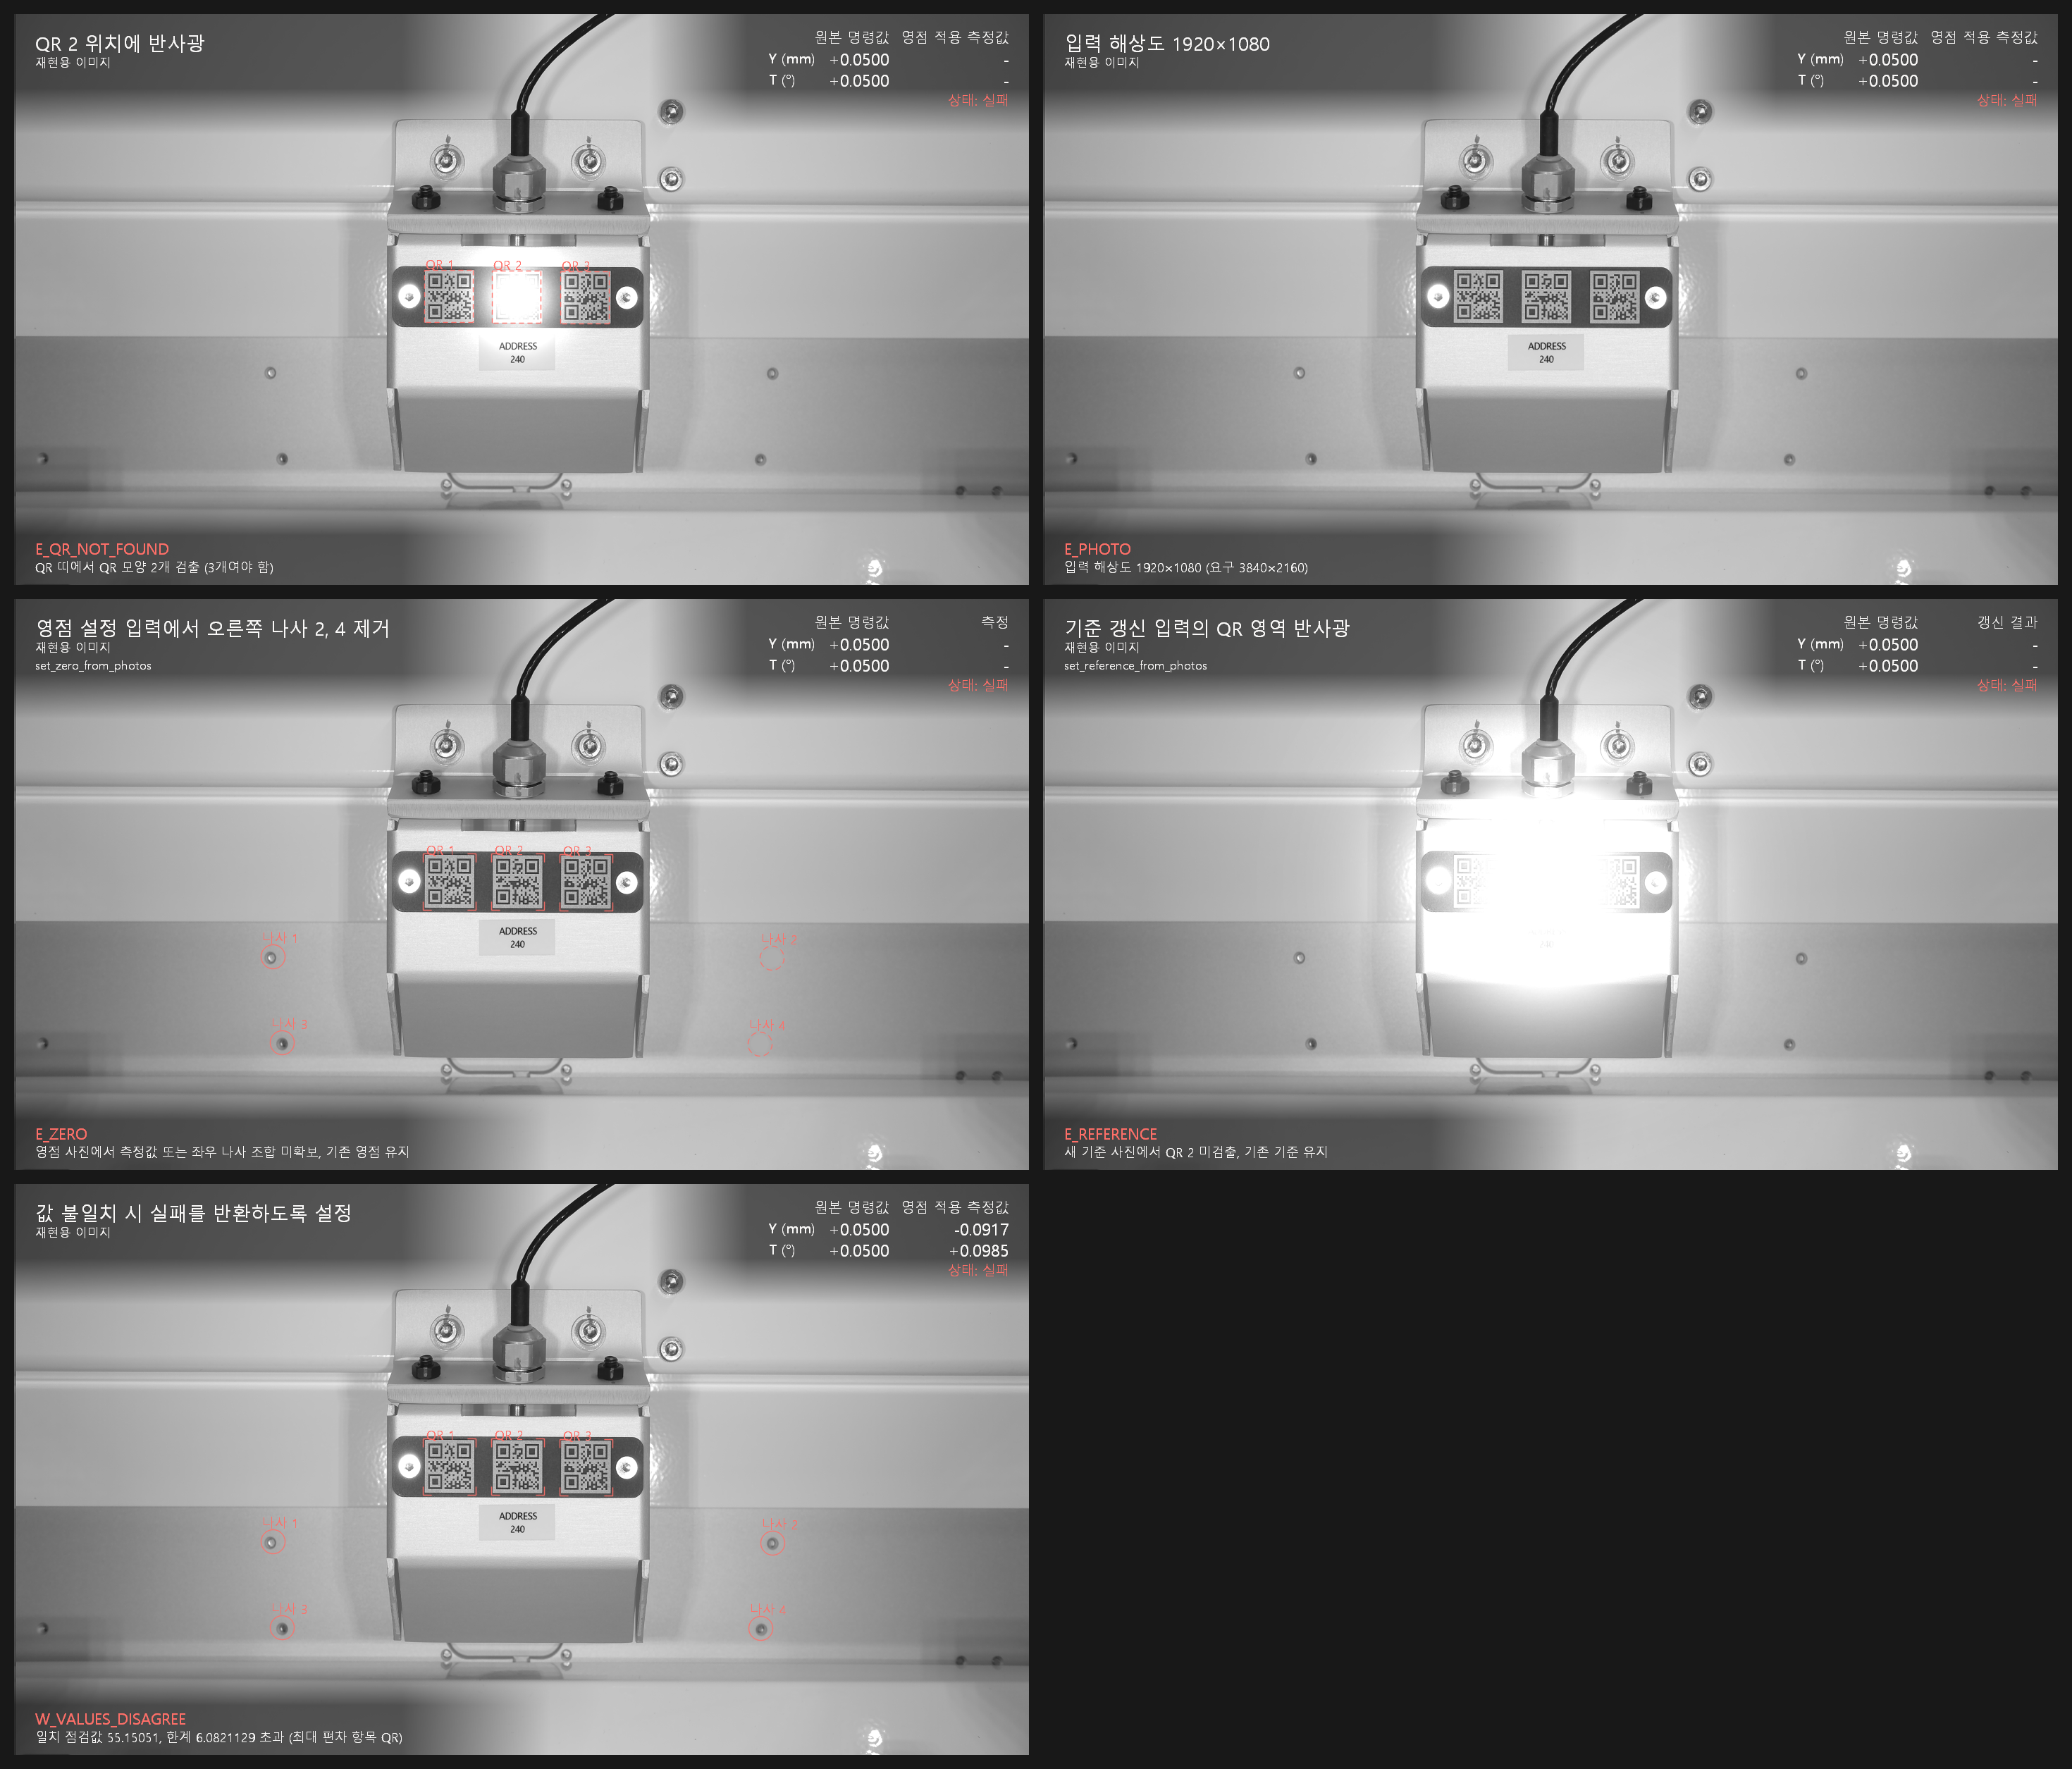 QR 2 위치에 반사광
재현용 이미지
원본 명령값 영점 적용 측정값
Y (mm) +0.0500 -
T (°) +0.0500 -
상태: 실패
QR 1 QR 2 QR 3
ADDRESS
240
E_QR_NOT_FOUND
QR 띠에서 QR 모양 2개 검출 (3개여야 함)
입력 해상도 1920×1080
재현용 이미지
원본 명령값 영점 적용 측정값
Y (mm) +0.0500 -
T (°) +0.0500 -
상태: 실패
ADDRESS
240
E_PHOTO
입력 해상도 1920×1080 (요구 3840×2160)
영점 설정 입력에서 오른쪽 나사 2, 4 제거
재현용 이미지
set_zero_from_photos
원본 명령값 측정
Y (mm) +0.0500 -
T (°) +0.0500 -
상태: 실패
QR 1 QR 2 QR 3
ADDRESS
240
나사 1 나사 2
나사 3 나사 4
E_ZERO
영점 사진에서 측정값 또는 좌우 나사 조합 미확보, 기존 영점 유지
기준 갱신 입력의 QR 영역 반사광
재현용 이미지
set_reference_from_photos
원본 명령값 갱신 결과
Y (mm) +0.0500 -
T (°) +0.0500 -
상태: 실패
240
E_REFERENCE
새 기준 사진에서 QR 2 미검출, 기존 기준 유지
값 불일치 시 실패를 반환하도록 설정
재현용 이미지
원본 명령값 영점 적용 측정값
Y (mm) +0.0500 -0.0917
T (°) +0.0500 +0.0985
상태: 실패
QR 1 QR 2 QR 3
ADDRESS
240
나사 1 나사 2
나사 3 나사 4
W_VALUES_DISAGREE
일치 점검값 55.15051, 한계 6.0821129 초과 (최대 편차 항목 QR)